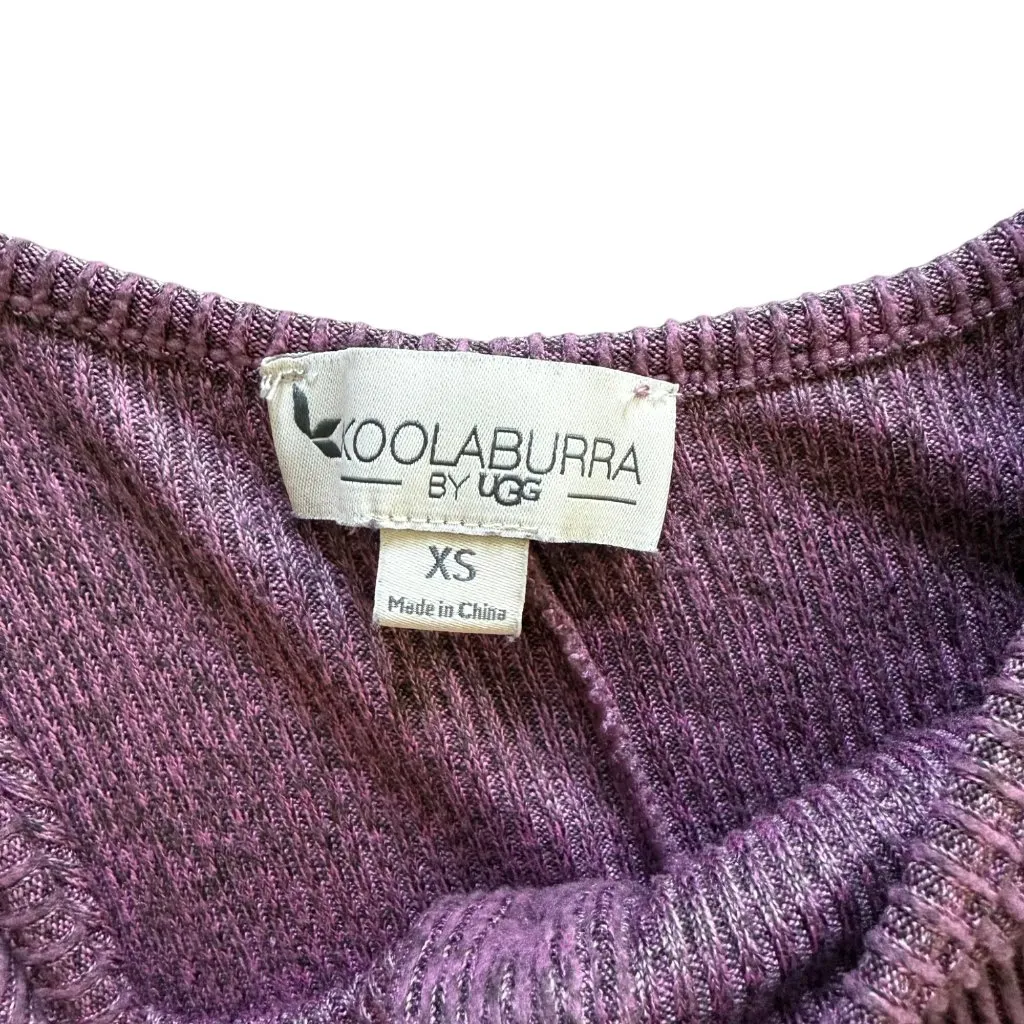 KOOLABURRA
BY UGG
XS
Made in China